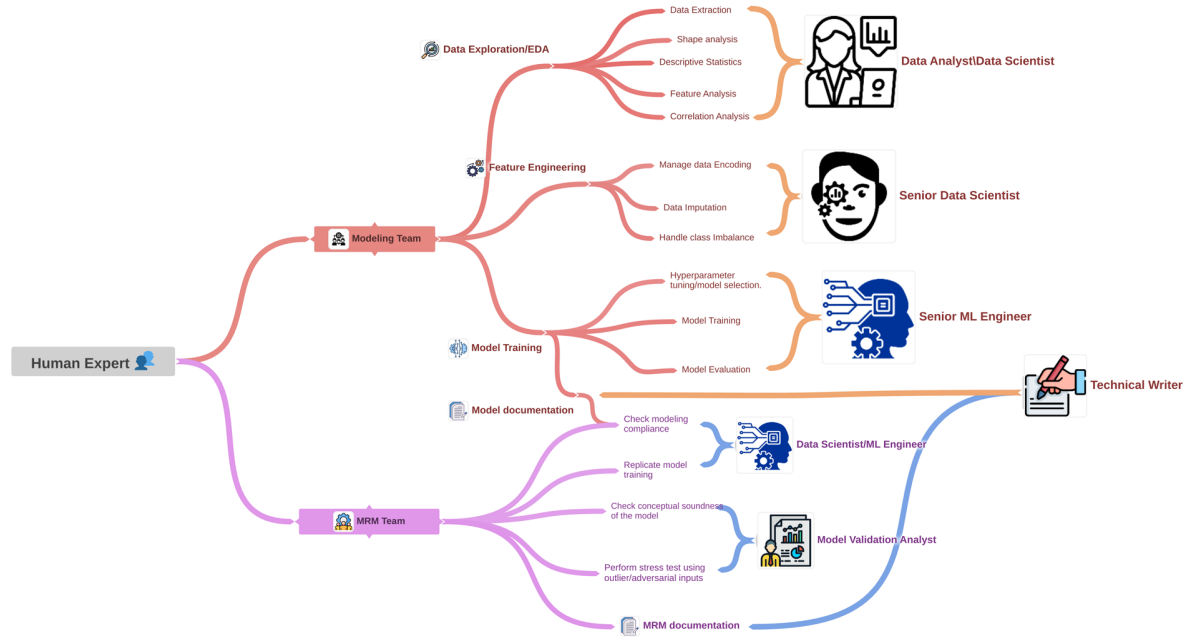 Data Extraction
Data Exploration/EDA
Shape analysis
Descriptive Statistics
Data Analyst\Data Scientist
Feature Analysis
Correlation Analysis
Feature Engineering
Manage data Encoding
Senior Data Scientist
Data Imputation
Handle class Imbalance
Modeling Team
Hyperparameter
tuning/model selection.
Senior ML Engineer
Model Training
Model Training
Human Expert
Model Evaluation
Technical Writer
Model documentation
Check modeling
compliance
Data Scientist/ML Engineer
Replicate model
training
Check conceptual soundness
of the model
MRM Team
Model Validation Analyst
Perform stress test using
outlier/adversarial inputs
MRM documentation